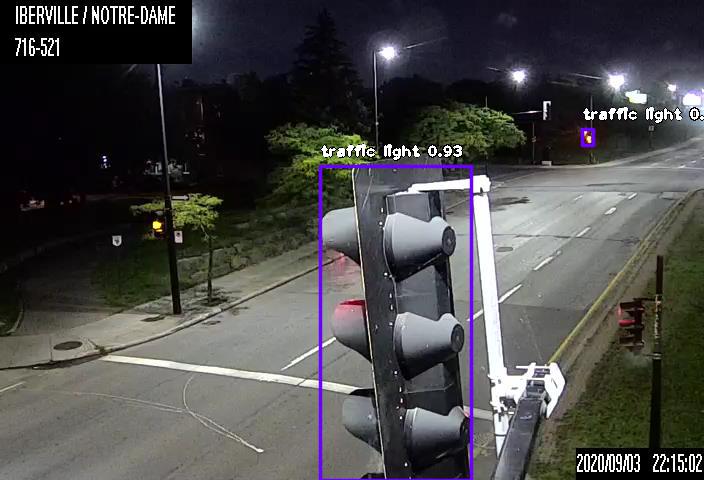 IBERVILLE / NOTRE-DAME
716-521
traffic light 0.
traffic light 0.93
2020/09/03 22:15:02